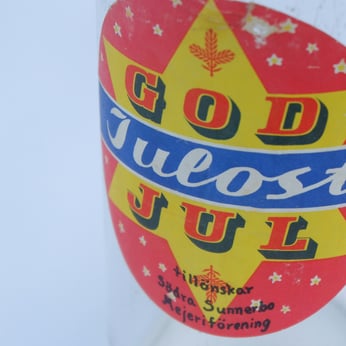 GOD
Julost
JUL
tillönskar
Södra Sunnerbo
Mejeriförening